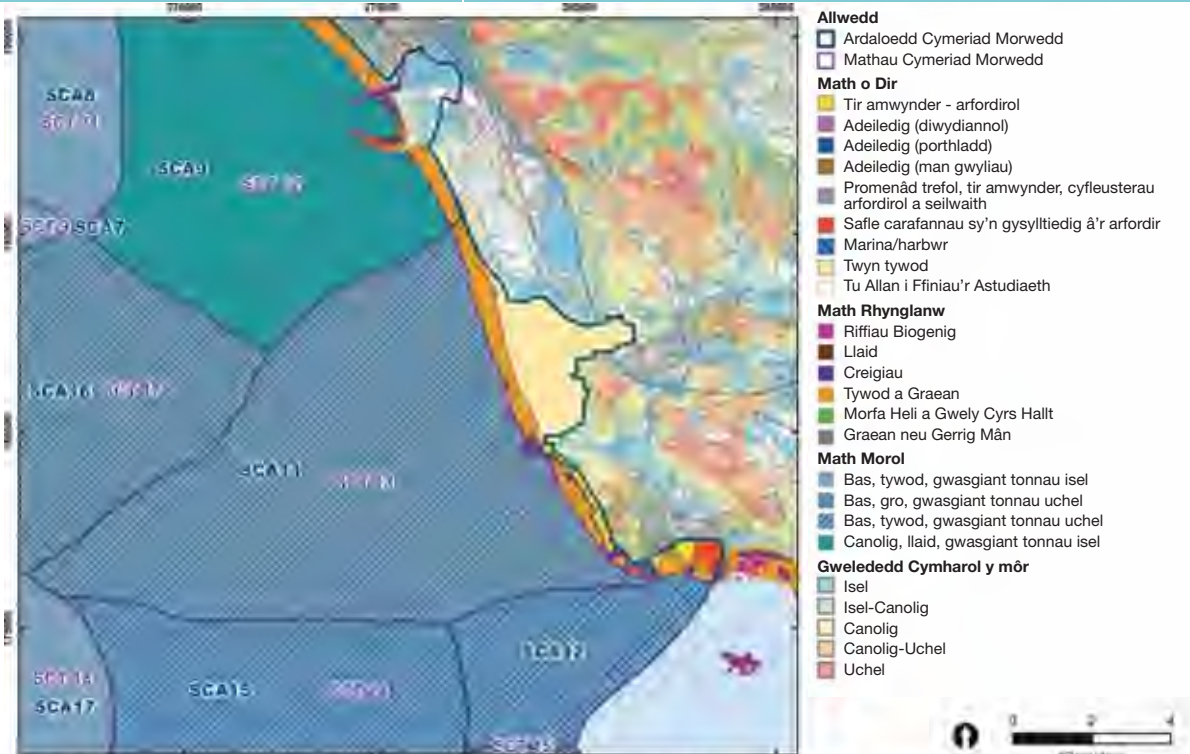 SCA8
SCA9
SCA7
SCA11
SCA15
SCA12
SCA17
Allwedd
Ardaloedd Cymeriad Morwedd
Mathau Cymeriad Morwedd
Math o Dir
Tir amwynder - arfordirol
Adeiledig (diwydiannol)
Adeiledig (porthladd)
Adeiledig (man gwyliau)
Promenâd trefol, tir amwynder, cyfleusterau
arfordirol a seilwaith
Safle carafannau sy'n gysylltiedig â'r arfordir
Marina/harbwr
Twyn tywod
Tu Allan i Ffiniau'r Astudiaeth
Math Rhynglanw
Riffiau Biogenig
Llaid
Creigiau
Tywod a Graean
Morfa Heli a Gwely Cyrs Hallt
Graean neu Gerrig Mân
Math Morol
Bas, tywod, gwasgiant tonnau isel
Bas, gro, gwasgiant tonnau uchel
Bas, tywod, gwasgiant tonnau uchel
Canolig, llaid, gwasgiant tonnau isel
Gwelededd Cymharol y môr
Isel
Isel-Canolig
Canolig
Canolig-Uchel
Uchel
0 2 4